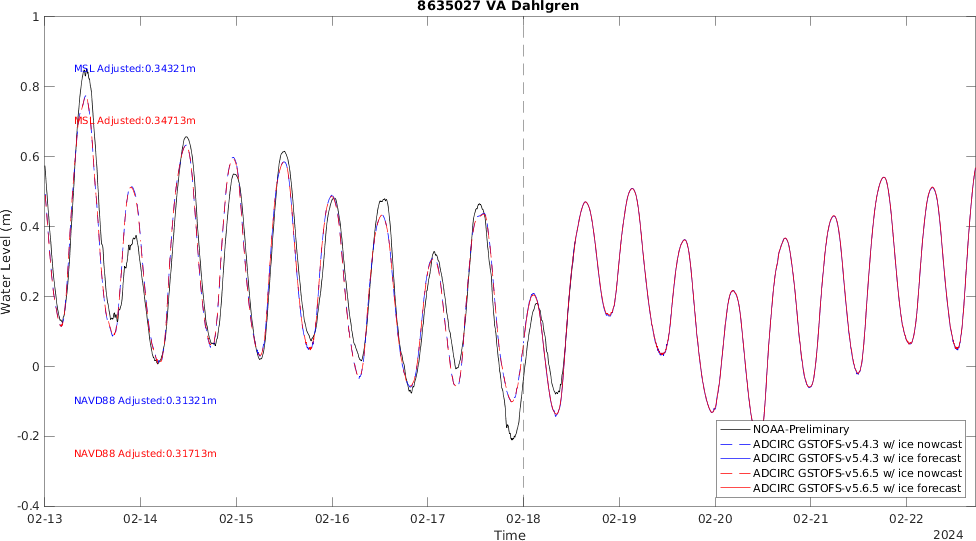 8635027 VA Dahlgren
1
0.8
0.6
0.4
0.2
0
-0.2
-0.4
Water Level (m)
MSL Adjusted:0.34321m
MSL Adjusted:0.34713m
NAVD88 Adjusted:0.31321m
NAVD88 Adjusted:0.31713m
NOAA-Preliminary
ADCIRC GSTOFS-v5.4.3 w/ ice nowcast
ADCIRC GSTOFS-v5.4.3 w/ ice forecast
ADCIRC GSTOFS-v5.6.5 w/ ice nowcast
ADCIRC GSTOFS-v5.6.5 w/ ice forecast
02-13 02-14 02-15 02-16 02-17 02-18 02-19 02-20 02-21 02-22
Time
2024